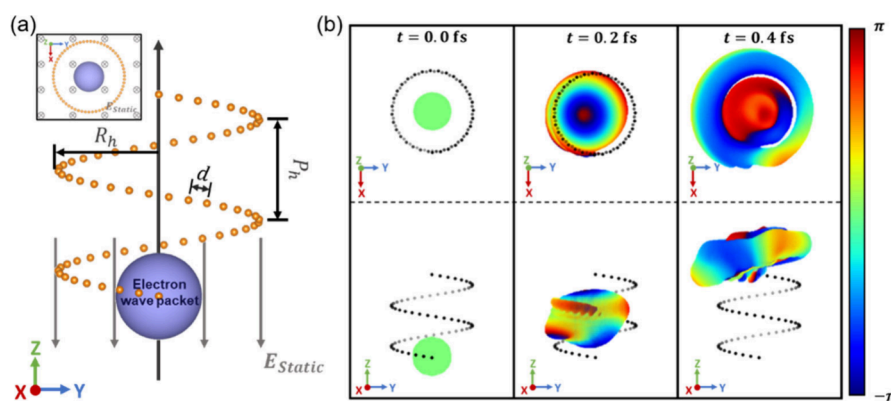 (a)
Z
Y
X
E_Static
R_h
d
P_h
Electron
wave packet
E_Static
Z
X
Y
(b)
t = 0.0 fs
t = 0.2 fs
t = 0.4 fs
π
Z
Y
X
Z
Y
X
Z
Y
X
Z
X
Y
Z
X
Y
Z
X
Y